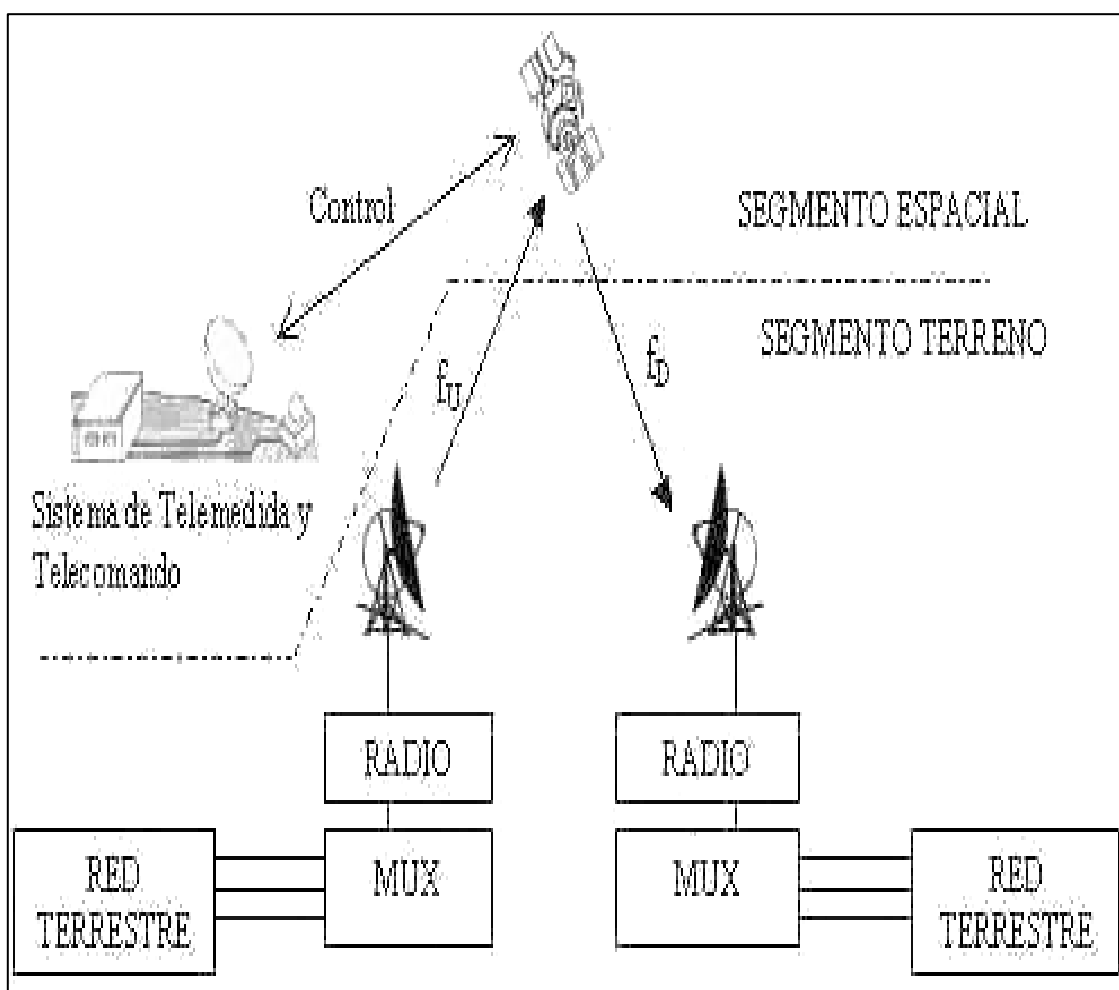 Control
SEGMENTO ESPACIAL
SEGMENTO TERRENO
fU
fD
Sistema de Telemedida y
Telecomando
RADIO
RADIO
RED
TERRESTRE
MUX
MUX
RED
TERRESTRE